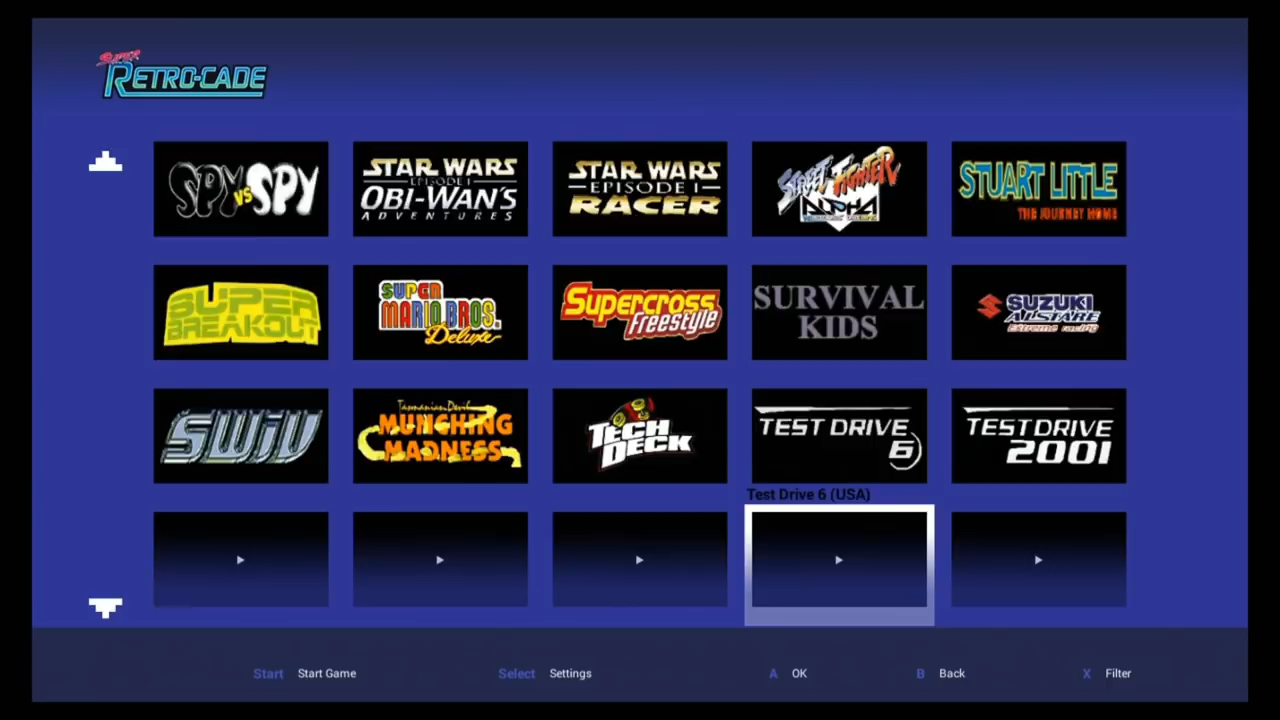 SUPER
RETRO-CADE
SPY vs SPY
STAR WARS
EPISODE I
OBI-WAN'S
ADVENTURES
STAR WARS
EPISODE I
RACER
STREET FIGHTER
ALPHA
STUART LITTLE
THE JOURNEY HOME
SUPER
BREAKOUT
SUPER
MARIO BROS.
Deluxe
Supercross
Freestyle
SURVIVAL
KIDS
SUZUKI
ALSTARE
Extreme racing
SWIV
Tasmanian Devil
MUNCHING
MADNESS
TECH
DECK
TEST DRIVE
6
TEST DRIVE
2001
Test Drive 6 (USA)
Start Start Game
Select Settings
A OK
B Back
X Filter